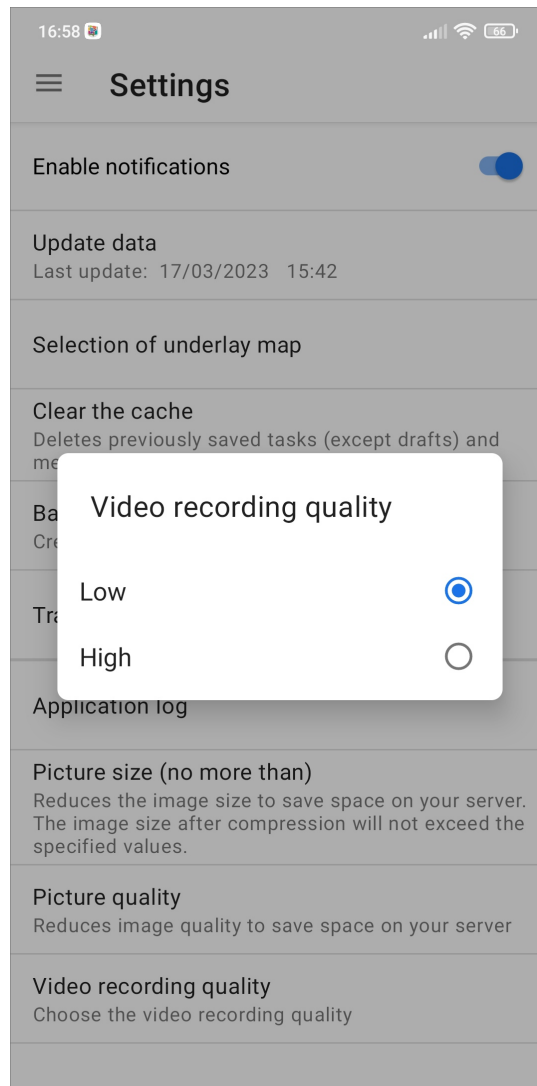 16:58
66
Settings
Enable notifications
Update data
Last update: 17/03/2023 15:42
Selection of underlay map
Clear the cache
Deletes previously saved tasks (except drafts) and
Video recording quality
Low
High
Application log
Picture size (no more than)
Reduces the image size to save space on your server.
The image size after compression will not exceed the
specified values.
Picture quality
Reduces image quality to save space on your server
Video recording quality
Choose the video recording quality